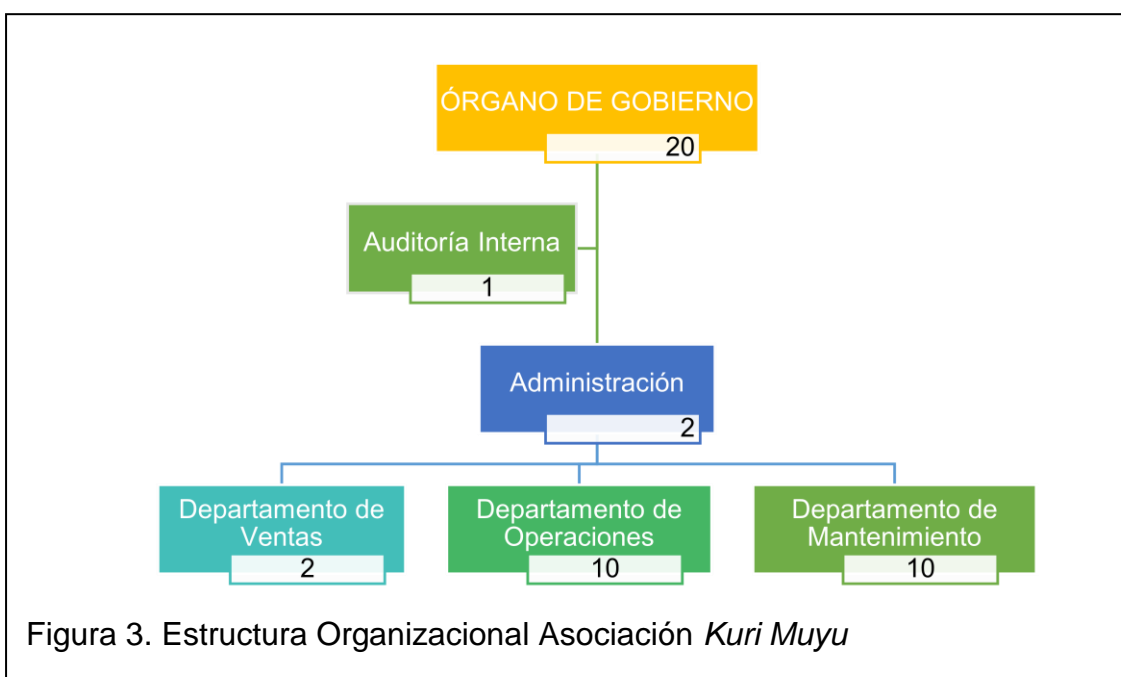 ÓRGANO DE GOBIERNO
20
Auditoría Interna
1
Administración
2
Departamento de
Ventas
2
Departamento de
Operaciones
10
Departamento de
Mantenimiento
10
Figura 3. Estructura Organizacional Asociación Kuri Muyu